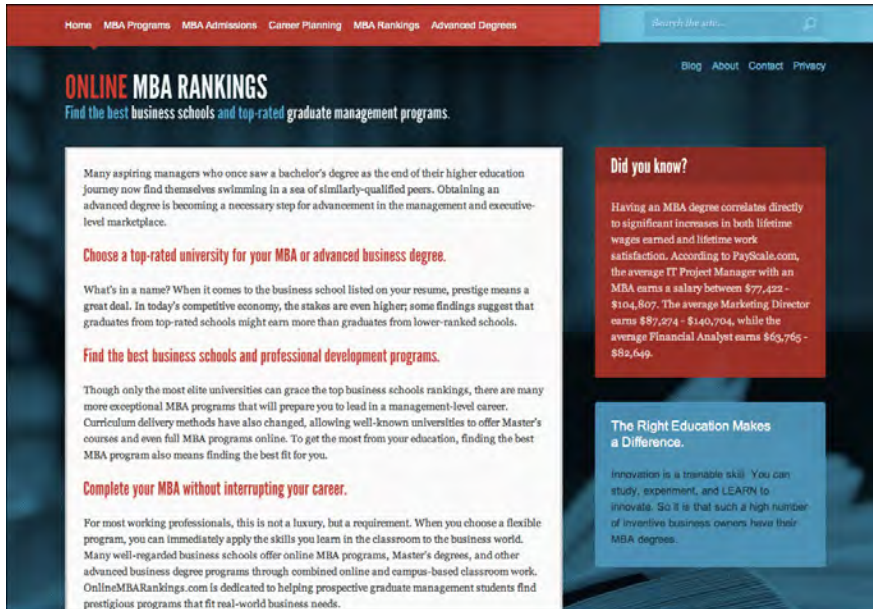 Home MBA Programs MBA Admissions Career Planning MBA Rankings Advanced Degrees
Search the site...
Blog About Contact Privacy
ONLINE MBA RANKINGS
Find the best business schools and top-rated graduate management programs.
Many aspiring managers who once saw a bachelor's degree as the end of their higher education
journey now find themselves swimming in a sea of similarly-qualified peers. Obtaining an
advanced degree is becoming a necessary step for advancement in the management and executive-
level marketplace.
Choose a top-rated university for your MBA or advanced business degree.
What's in a name? When it comes to the business school listed on your resume, prestige means a
great deal. In today's competitive economy, the stakes are even higher; some findings suggest that
graduates from top-rated schools might earn more than graduates from lower-ranked schools.
Find the best business schools and professional development programs.
Though only the most elite universities can grace the top business schools rankings, there are many
more exceptional MBA programs that will prepare you to lead in a management-level career.
Curriculum delivery methods have also changed, allowing well-known universities to offer Master's
courses and even full MBA programs online. To get the most from your education, finding the best
MBA program also means finding the best fit for you.
Complete your MBA without interrupting your career.
For most working professionals, this is not a luxury, but a requirement. When you choose a flexible
program, you can immediately apply the skills you learn in the classroom to the business world.
Many well-regarded business schools offer online MBA programs, Master's degrees, and other
advanced business degree programs through combined online and campus-based classroom work.
OnlineMBARankings.com is dedicated to helping prospective graduate management students find
prestigious programs that fit real-world business needs.
Did you know?
Having an MBA degree correlates directly
to significant increases in both lifetime
wages earned and lifetime work
satisfaction. According to PayScale.com,
the average IT Project Manager with an
MBA earns a salary between $77,422 -
$104,807. The average Marketing Director
earns $87,274 - $140,704, while the
average Financial Analyst earns $63,765 -
$82,649.
The Right Education Makes
a Difference.
Innovation is a trainable skill. You can
study, experiment, and LEARN to
innovate. So it is that such a high number
of inventive business owners have their
MBA degrees.